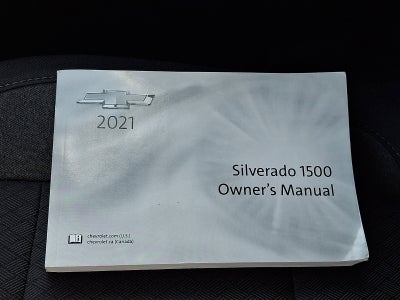 2021
Silverado 1500
Owner's Manual
chevrolet.com (U.S.)
chevrolet.ca (Canada)